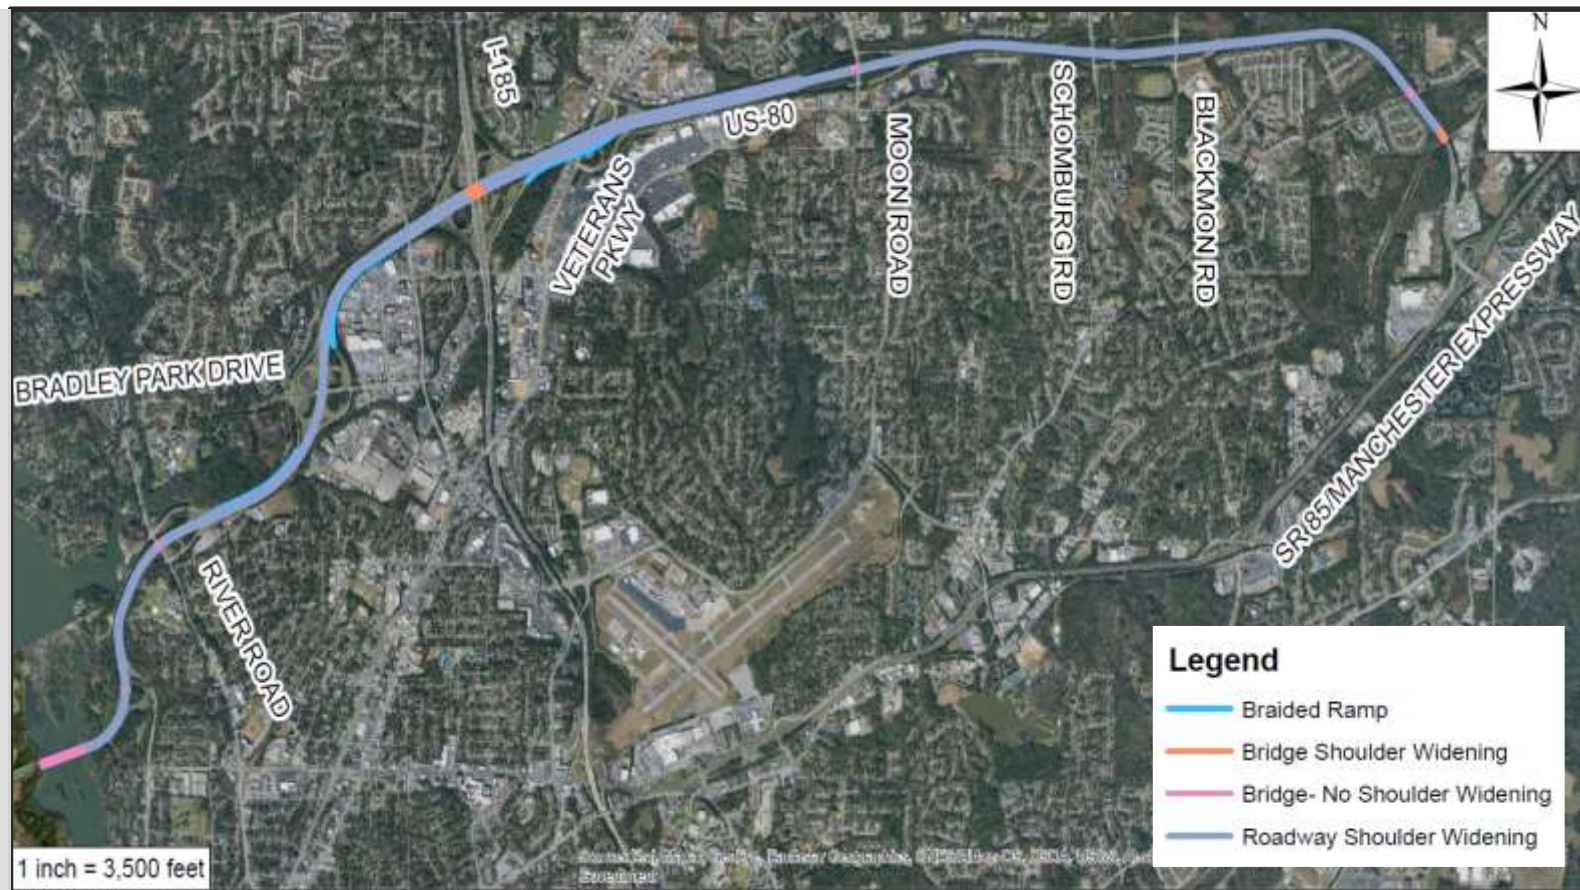 N
I-185
US-80
VETERANS
PKWY
MOON ROAD
SCHOMBURG RD
BLACKMON RD
BRADLEY PARK DRIVE
RIVER ROAD
SR 85/MANCHESTER EXPRESSWAY
Legend
Braided Ramp
Bridge Shoulder Widening
Bridge- No Shoulder Widening
Roadway Shoulder Widening
1 inch = 3,500 feet